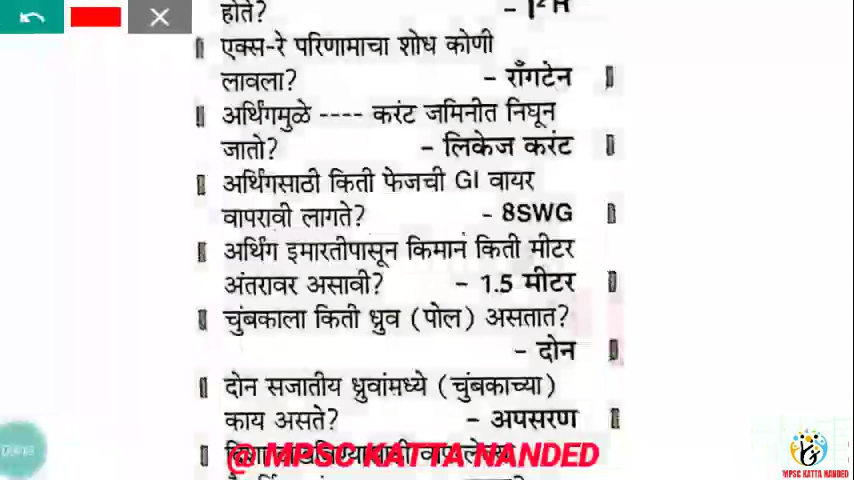 होते? – I²R
एक्स-रे परिणामाचा शोध कोणी
लावला? – राँगटेन
अर्थिंगमुळे ---- करंट जमिनीत निघून
जातो? – लिकेज करंट
अर्थिंगसाठी किती फेजची GI वायर
वापरावी लागते? – 8SWG
अर्थिंग इमारतीपासून किमान किती मीटर
अंतरावर असावी? – 1.5 मीटर
चुंबकाला किती ध्रुव (पोल) असतात?
– दोन
दोन सजातीय ध्रुवांमध्ये (चुंबकाच्या)
काय असते? – अपसरण
@ MPSC KATTA NANDED
MPSC KATTA NANDED